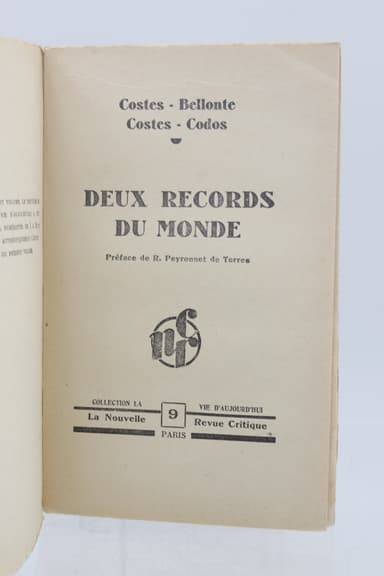 Costes - Bellonte
Costes - Codos
DEUX RECORDS
DU MONDE
Préface de R. Peyronnet de Torres
nrc
COLLECTION LA VIE D'AUJOURD'HUI
La Nouvelle 9 Revue Critique
PARIS